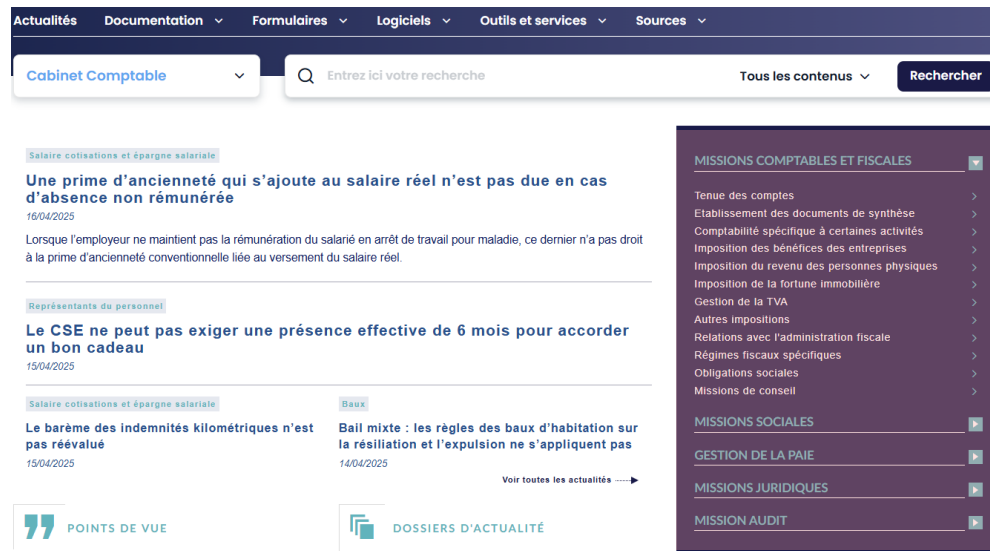 Actualités Documentation Formulaires Logiciels Outils et services Sources
Cabinet Comptable
Entrez ici votre recherche
Tous les contenus
Rechercher
Salaire cotisations et épargne salariale
Une prime d’ancienneté qui s’ajoute au salaire réel n’est pas due en cas
d’absence non rémunérée
16/04/2025
Lorsque l’employeur ne maintient pas la rémunération du salarié en arrêt de travail pour maladie, ce dernier n’a pas droit
à la prime d’ancienneté conventionnelle liée au versement du salaire réel.
Représentants du personnel
Le CSE ne peut pas exiger une présence effective de 6 mois pour accorder
un bon cadeau
15/04/2025
Salaire cotisations et épargne salariale
Le barème des indemnités kilométriques n’est
pas réévalué
15/04/2025
Baux
Bail mixte : les règles des baux d’habitation sur
la résiliation et l’expulsion ne s’appliquent pas
14/04/2025
Voir toutes les actualités
POINTS DE VUE
DOSSIERS D'ACTUALITÉ
MISSIONS COMPTABLES ET FISCALES
Tenue des comptes
Etablissement des documents de synthèse
Comptabilité spécifique à certaines activités
Imposition des bénéfices des entreprises
Imposition du revenu des personnes physiques
Imposition de la fortune immobilière
Gestion de la TVA
Autres impositions
Relations avec l'administration fiscale
Régimes fiscaux spécifiques
Obligations sociales
Missions de conseil
MISSIONS SOCIALES
GESTION DE LA PAIE
MISSIONS JURIDIQUES
MISSION AUDIT